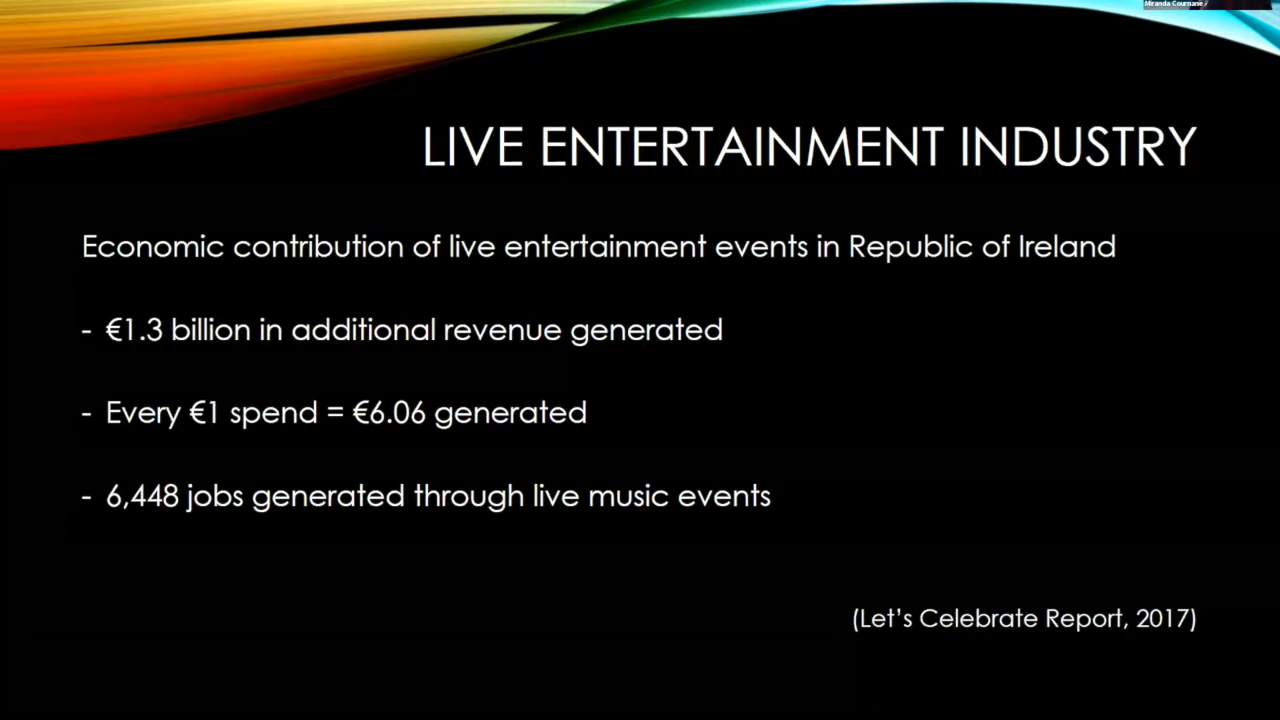 Miranda Cournane
LIVE ENTERTAINMENT INDUSTRY
Economic contribution of live entertainment events in Republic of Ireland
- €1.3 billion in additional revenue generated
- Every €1 spend = €6.06 generated
- 6,448 jobs generated through live music events
(Let's Celebrate Report, 2017)